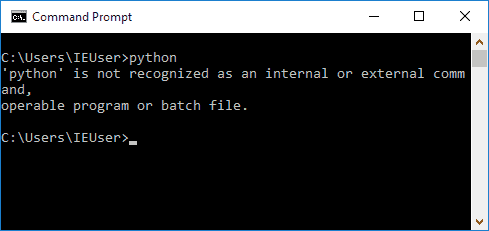 Command Prompt
C:\Users\IEUser>python
'python' is not recognized as an internal or external comm
and,
operable program or batch file.
C:\Users\IEUser>